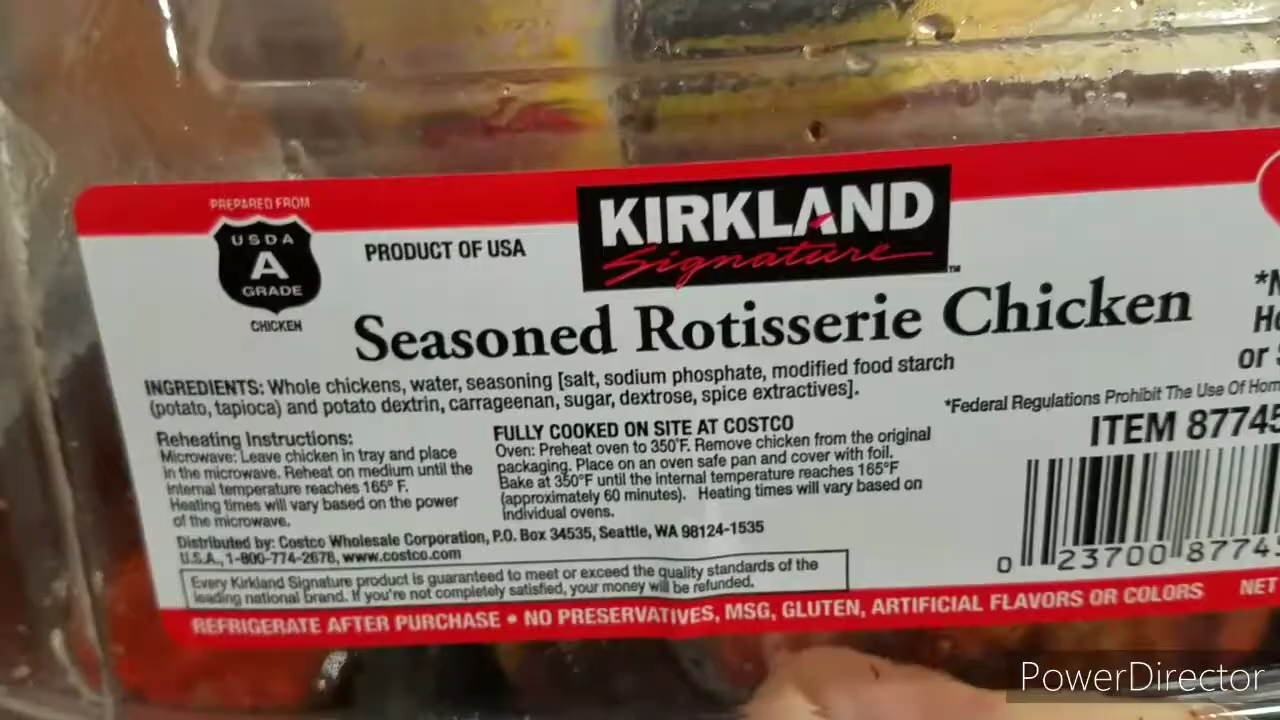 PREPARED FROM
USDA
A
GRADE
CHICKEN
PRODUCT OF USA
KIRKLAND
Signature™
Seasoned Rotisserie Chicken
INGREDIENTS: Whole chickens, water, seasoning [salt, sodium phosphate, modified food starch
(potato, tapioca) and potato dextrin, carrageenan, sugar, dextrose, spice extractives].
Reheating Instructions:
Microwave: Leave chicken in tray and place
in the microwave. Reheat on medium until the
internal temperature reaches 165° F.
Heating times will vary based on the power
of the microwave.
FULLY COOKED ON SITE AT COSTCO
Oven: Preheat oven to 350°F. Remove chicken from the original
packaging. Place on an oven safe pan and cover with foil.
Bake at 350°F until the internal temperature reaches 165°F
(approximately 60 minutes). Heating times will vary based on
individual ovens.
Distributed by: Costco Wholesale Corporation, P.O. Box 34535, Seattle, WA 98124-1535
U.S.A., 1-800-774-2678, www.costco.com
Every Kirkland Signature product is guaranteed to meet or exceed the quality standards of the
leading national brand. If you're not completely satisfied, your money will be refunded.
REFRIGERATE AFTER PURCHASE • NO PRESERVATIVES, MSG, GLUTEN, ARTIFICIAL FLAVORS OR COLORS
NET
or
*Federal Regulations Prohibit The Use Of
ITEM 87745
0 23700 8774
PowerDirector